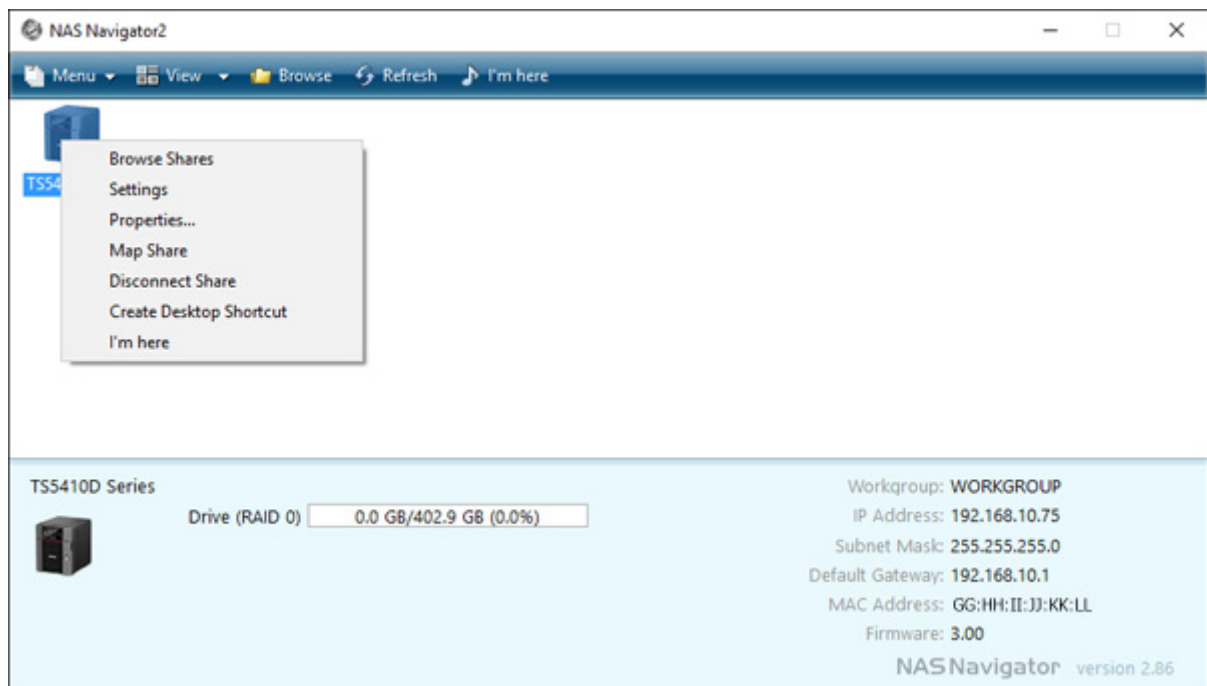 NAS Navigator2
Menu View Browse Refresh I'm here
TS54
Browse Shares
Settings
Properties...
Map Share
Disconnect Share
Create Desktop Shortcut
I'm here
TS5410D Series
Drive (RAID 0) 0.0 GB/402.9 GB (0.0%)
Workgroup: WORKGROUP
IP Address: 192.168.10.75
Subnet Mask: 255.255.255.0
Default Gateway: 192.168.10.1
MAC Address: GG:HH:II:JJ:KK:LL
Firmware: 3.00
NAS Navigator version 2.86